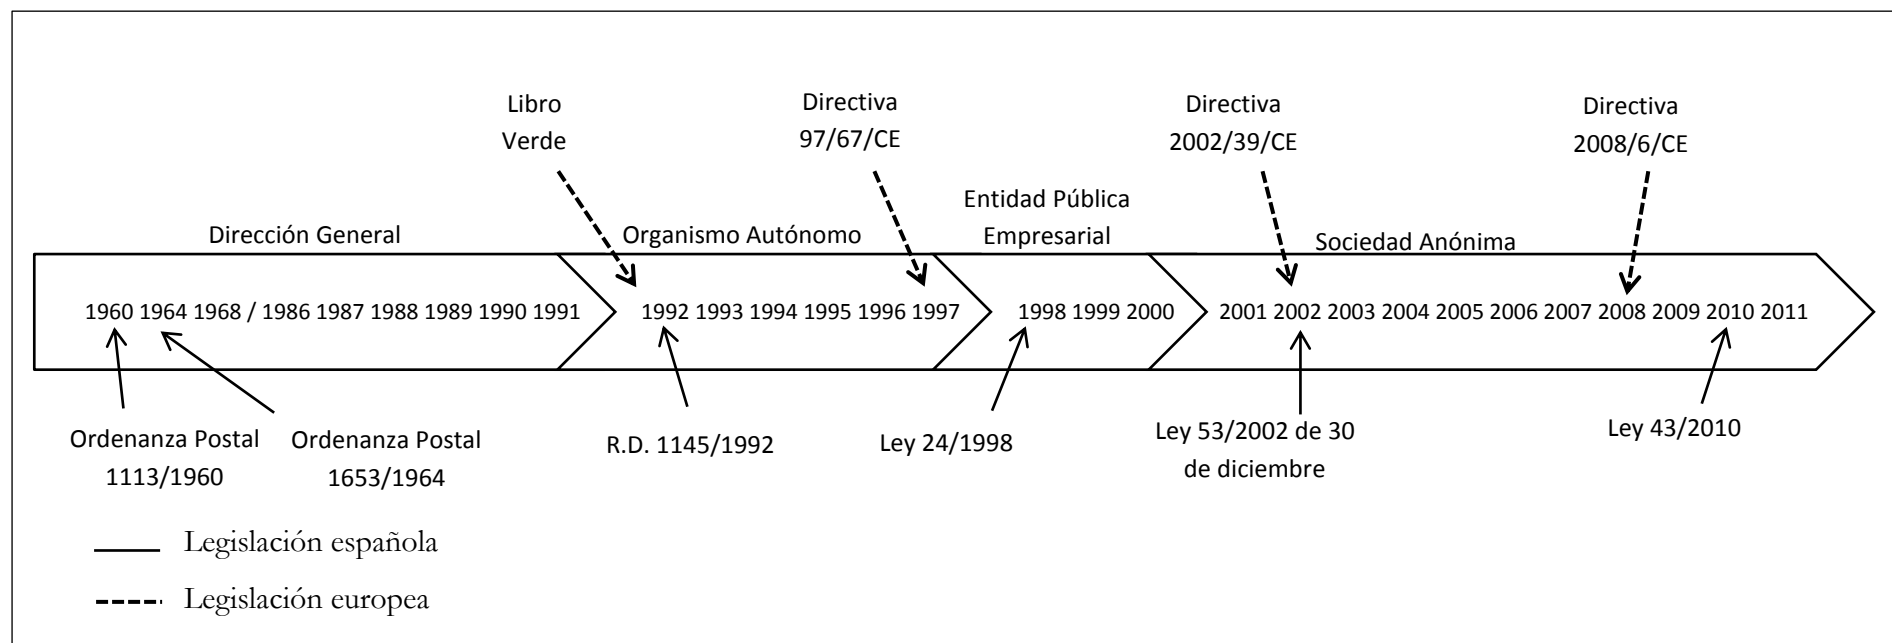 Libro
Verde
Directiva
97/67/CE
Directiva
2002/39/CE
Directiva
2008/6/CE
Dirección General
Organismo Autónomo
Entidad Pública
Empresarial
Sociedad Anónima
1960 1964 1968 / 1986 1987 1988 1989 1990 1991
1992 1993 1994 1995 1996 1997
1998 1999 2000
2001 2002 2003 2004 2005 2006 2007 2008 2009 2010 2011
Ordenanza Postal
1113/1960
Ordenanza Postal
1653/1964
R.D. 1145/1992
Ley 24/1998
Ley 53/2002 de 30
de diciembre
Ley 43/2010
Legislación española
Legislación europea